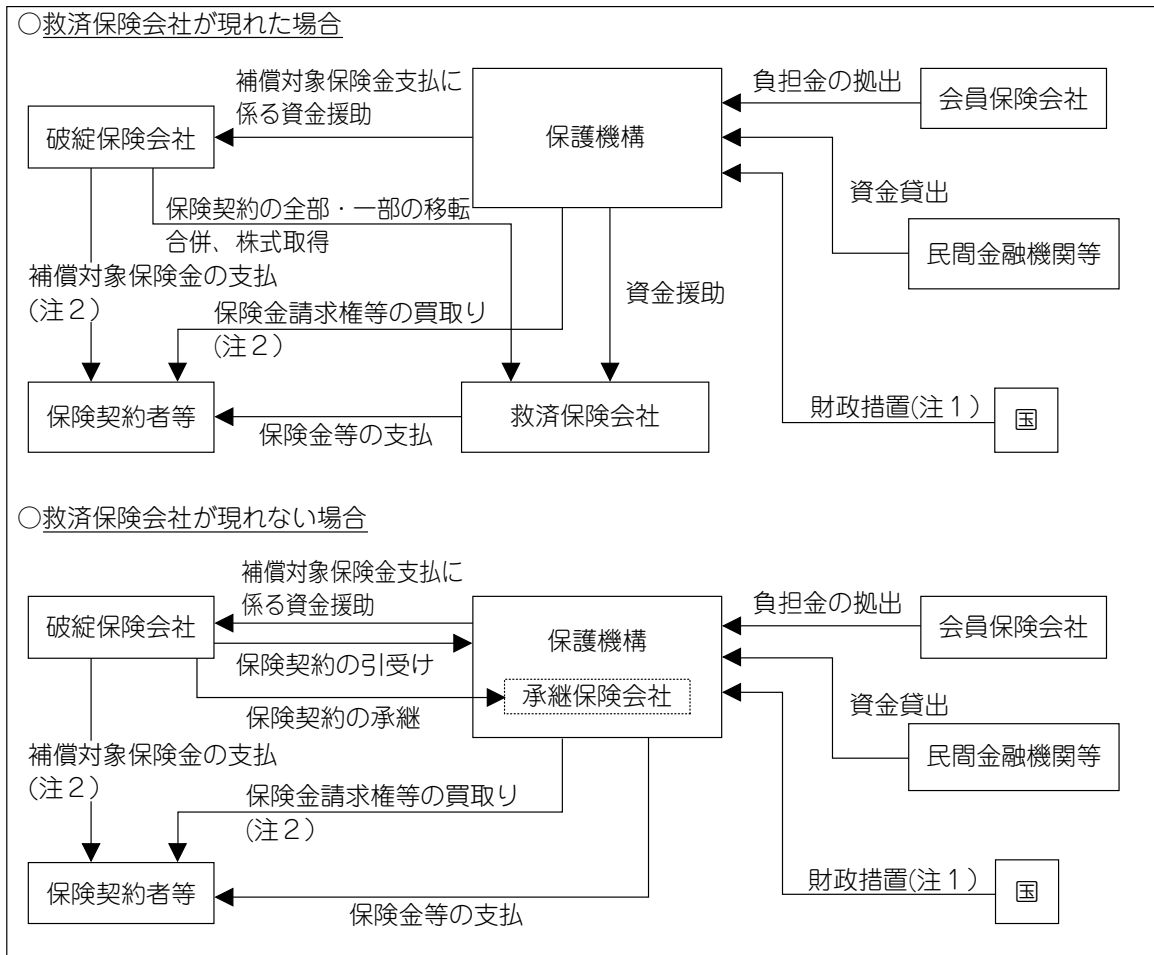 ○救済保険会社が現れた場合
補償対象保険金支払に
係る資金援助
負担金の拠出
会員保険会社
破綻保険会社
保護機構
資金貸出
保険契約の全部・一部の移転
合併、株式取得
民間金融機関等
補償対象保険金の支払
(注２)
資金援助
保険金請求権等の買取り
(注２)
財政措置(注１)
国
保険契約者等
救済保険会社
保険金等の支払
○救済保険会社が現れない場合
補償対象保険金支払に
係る資金援助
負担金の拠出
会員保険会社
破綻保険会社
保護機構
保険契約の引受け
承継保険会社
資金貸出
保険契約の承継
民間金融機関等
補償対象保険金の支払
(注２)
保険金請求権等の買取り
(注２)
財政措置(注１)
国
保険契約者等
保険金等の支払